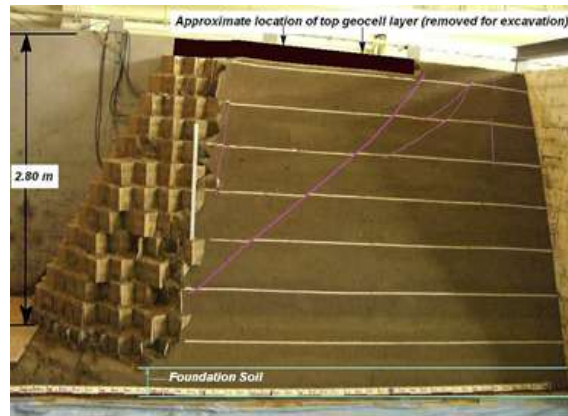 Approximate location of top geocell layer (removed for excavation)
2.80 m
Foundation Soil